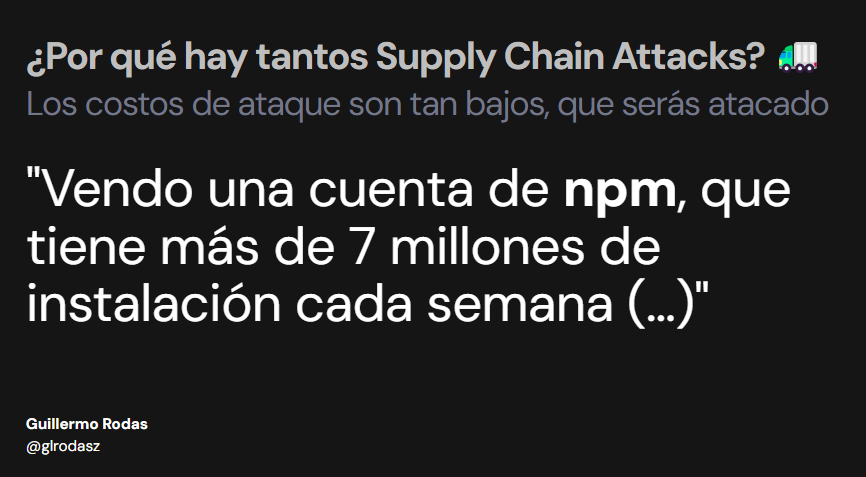 ¿Por qué hay tantos Supply Chain Attacks? 🚛
Los costos de ataque son tan bajos, que serás atacado
"Vendo una cuenta de npm, que
tiene más de 7 millones de
instalación cada semana (...)"
Guillermo Rodas
@glrodasz